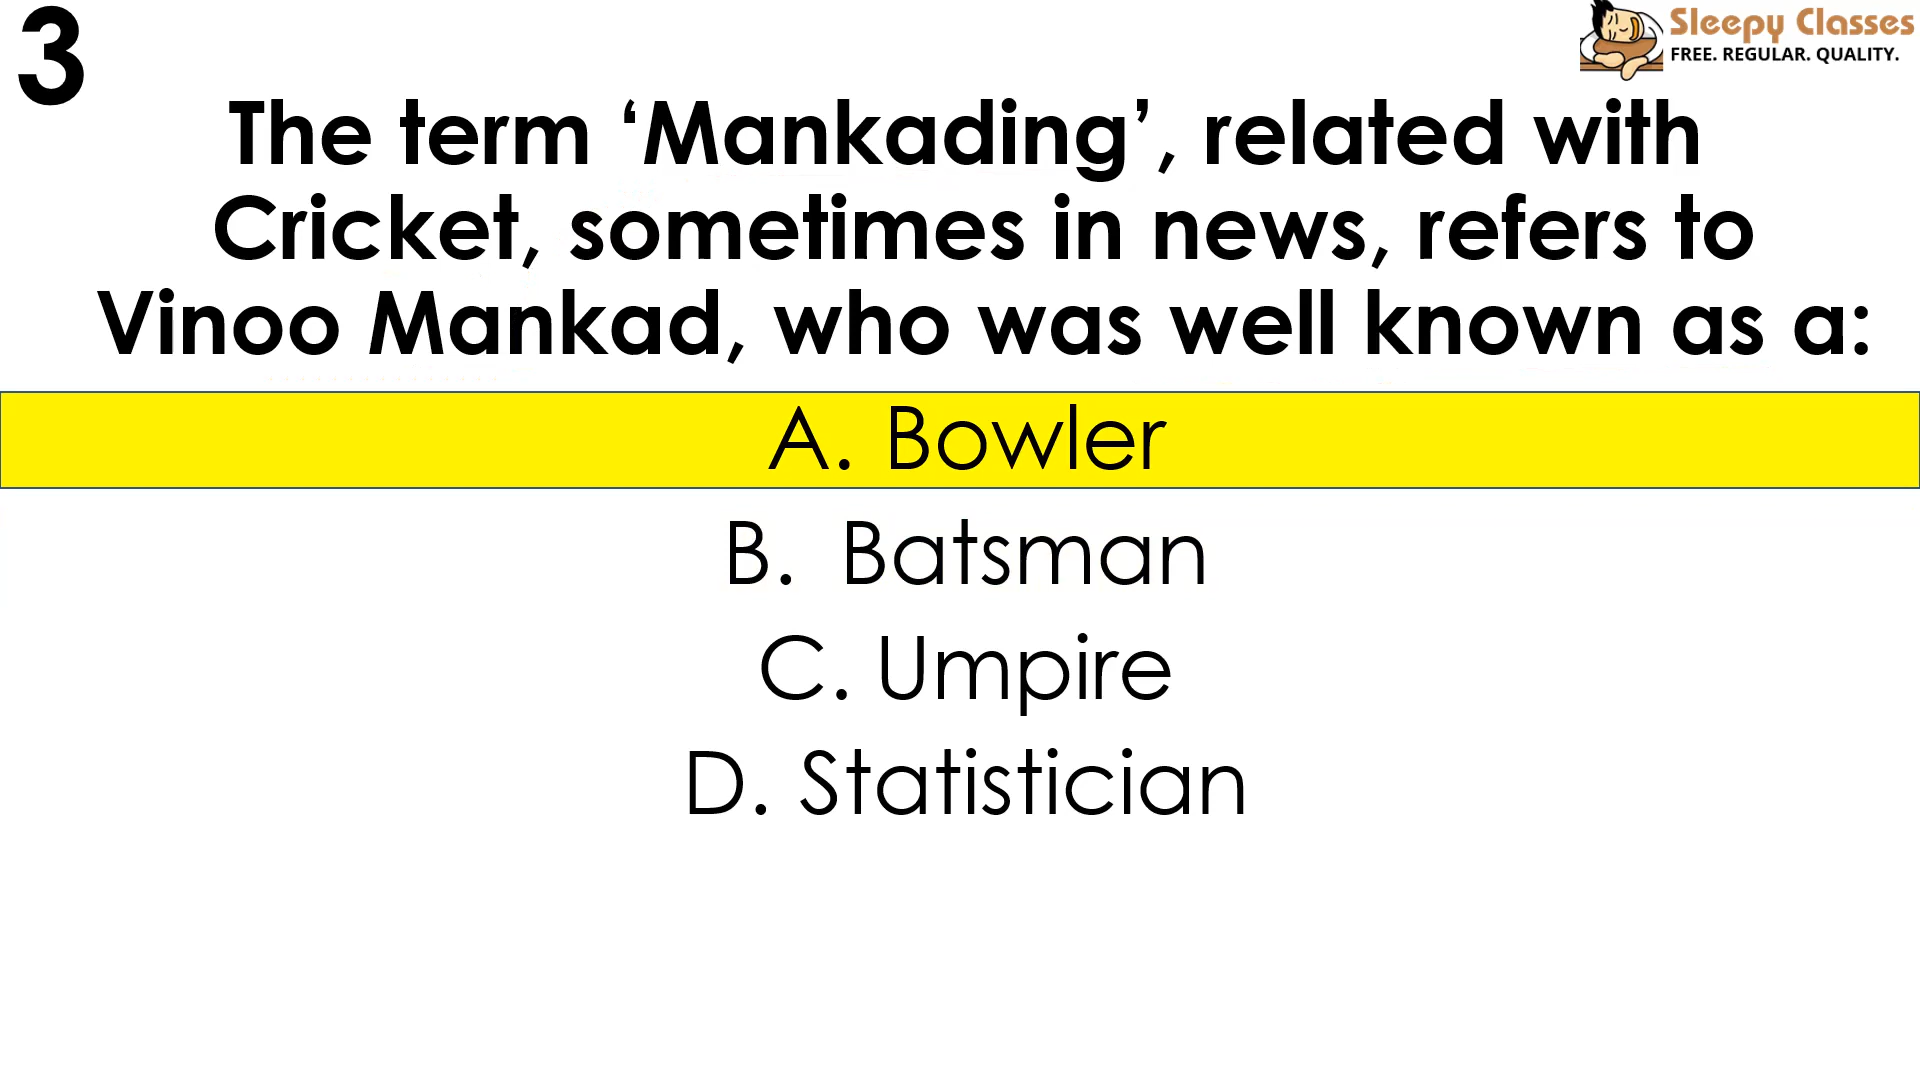 3
Sleepy Classes
FREE. REGULAR. QUALITY.
The term ‘Mankading’, related with
Cricket, sometimes in news, refers to
Vinoo Mankad, who was well known as a:
A. Bowler
B. Batsman
C. Umpire
D. Statistician